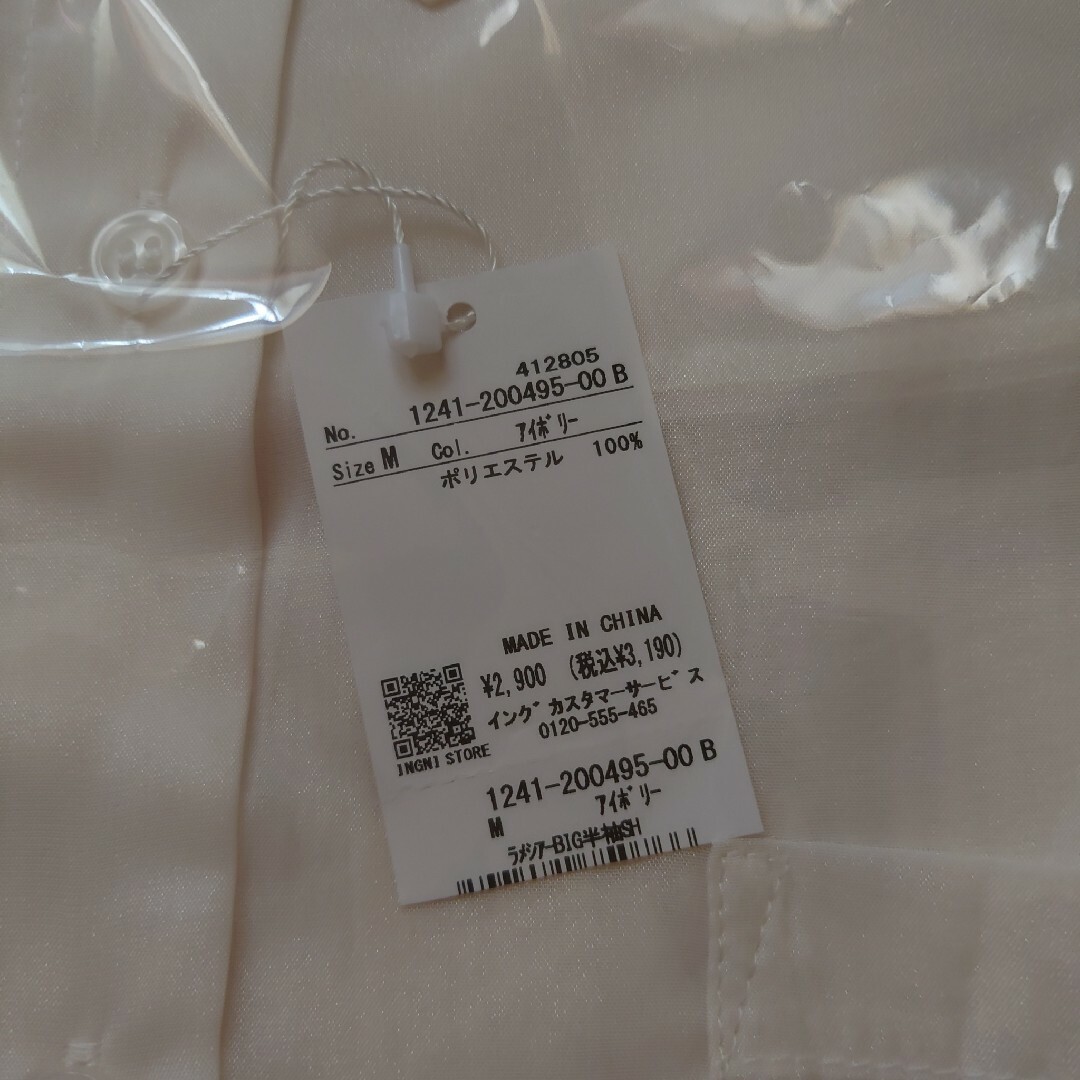 412805
No. 1241-200495-00 B
Size M Col. ｱｲﾎﾞﾘｰ
ポリエステル 100%
MADE IN CHINA
¥2,900 (税込¥3,190)
イングﾞカスタマーサーﾋﾞス
0120-555-465
INGNI STORE
1241-200495-00 B
M ｱｲﾎﾞﾘｰ
ﾗﾒｼｱｰBIG半袖SH